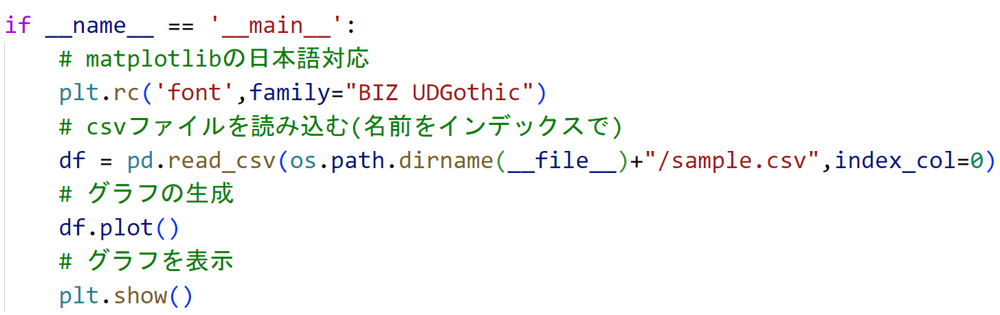 if __name__ == '__main__':
    # matplotlibの日本語対応
    plt.rc('font',family="BIZ UDGothic")
    # csvファイルを読み込む(名前をインデックスで)
    df = pd.read_csv(os.path.dirname(__file__)+"/sample.csv",index_col=0)
    # グラフの生成
    df.plot()
    # グラフを表示
    plt.show()